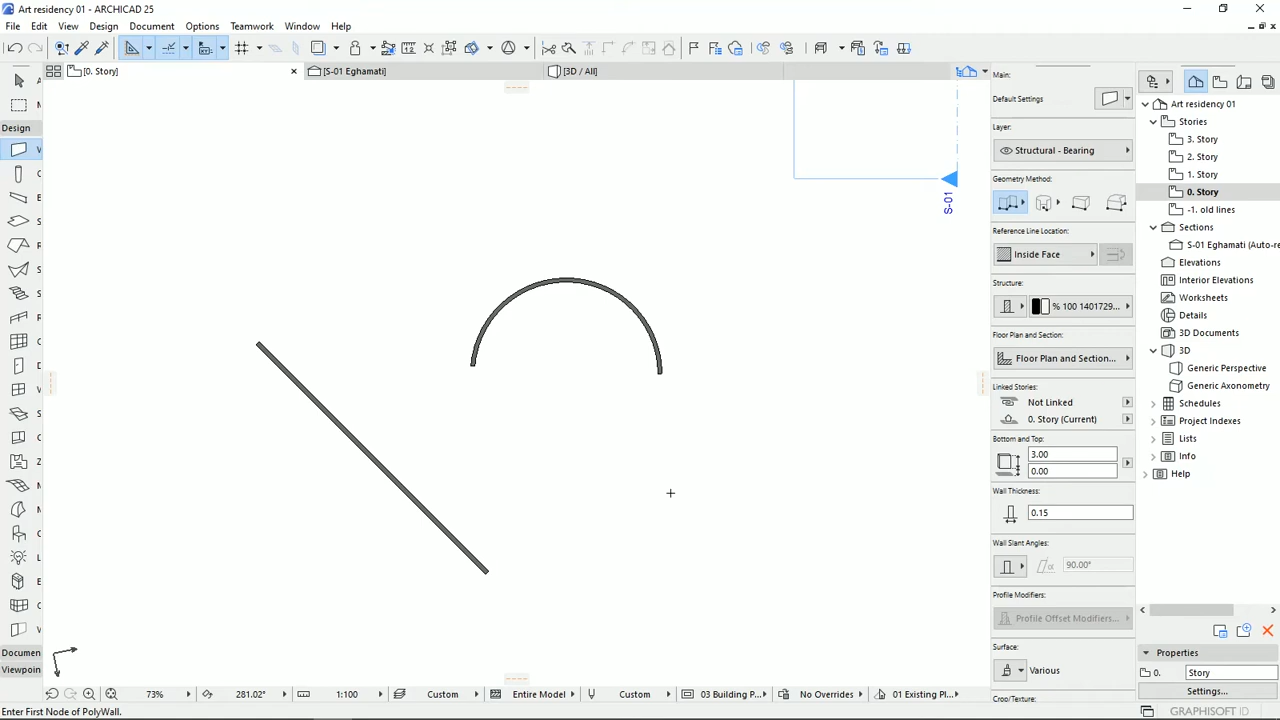 Art residency 01 - ARCHICAD 25
File Edit View Design Document Options Teamwork Window Help
[0. Story]
[S-01 Eghamati]
[3D / All]
Design
Documen
Viewpoin
S-01
Main:
Default Settings
Layer:
Structural - Bearing
Geometry Method:
Reference Line Location:
Inside Face
Structure:
% 100 1401729...
Floor Plan and Section:
Floor Plan and Section...
Linked Stories:
Not Linked
0. Story (Current)
Bottom and Top:
3.00
0.00
Wall Thickness:
0.15
Wall Slant Angles:
90.00°
Profile Modifiers:
Profile Offset Modifiers...
Surface:
Various
Crop/Texture:
Art residency 01
Stories
3. Story
2. Story
1. Story
0. Story
-1. old lines
Sections
S-01 Eghamati (Auto-re
Elevations
Interior Elevations
Worksheets
Details
3D Documents
3D
Generic Perspective
Generic Axonometry
Schedules
Project Indexes
Lists
Info
Help
Properties
0. Story
Settings...
GRAPHISOFT ID
73% 281.02° 1:100 Custom Entire Model Custom 03 Building P... No Overrides 01 Existing Pl...
Enter First Node of PolyWall.